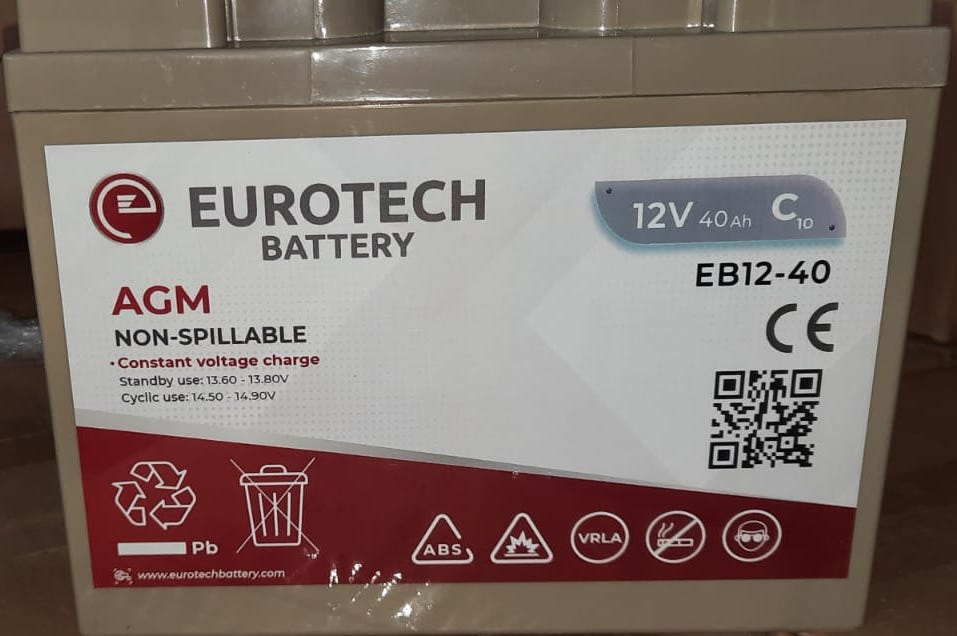 EUROTECH
BATTERY
12V 40Ah C10
EB12-40
CE
AGM
NON-SPILLABLE
•Constant voltage charge
Standby use: 13.60 - 13.80V
Cyclic use: 14.50 - 14.90V
Pb
ABS
VRLA
www.eurotechbattery.com